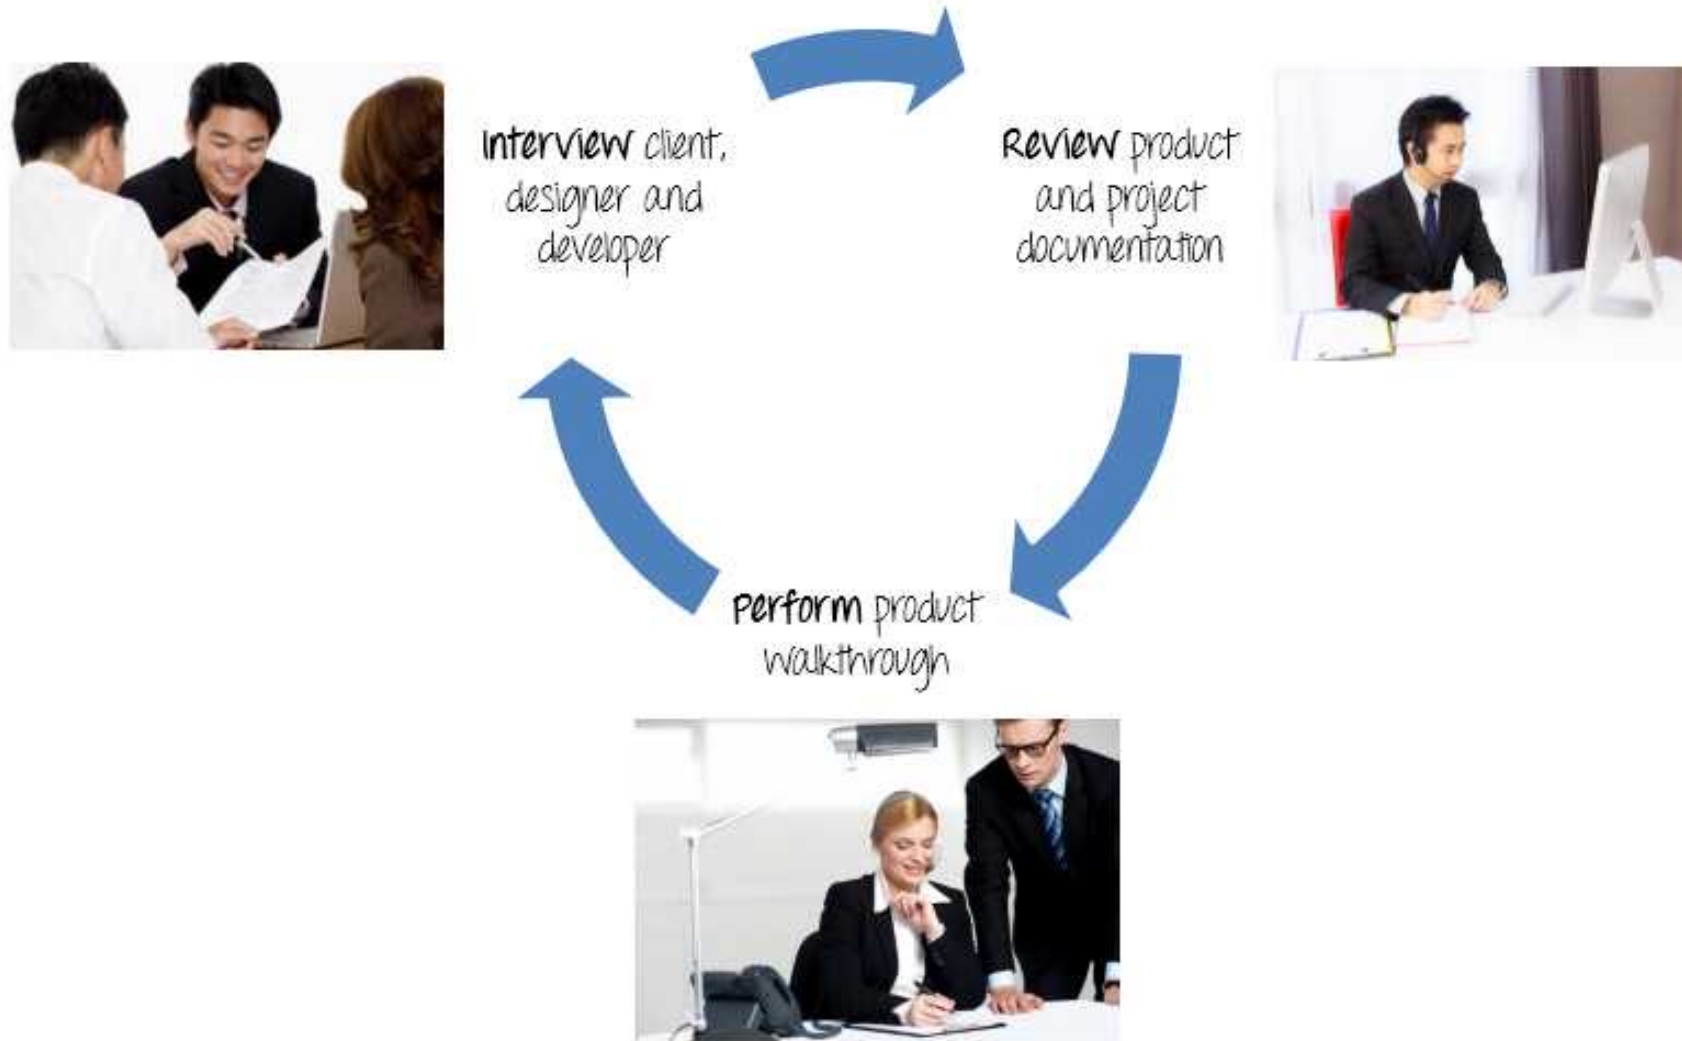 Interview client,
designer and
developer
Review product
and project
documentation
Perform product
walkthrough